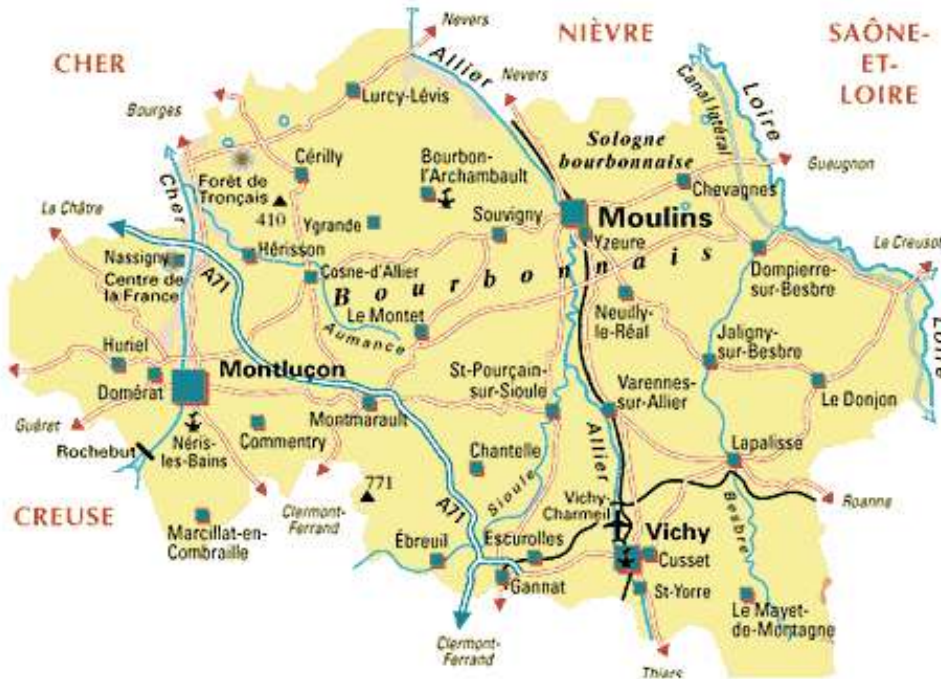 Nevers
NIÈVRE
SAÔNE-
ET-
LOIRE
CHER
Allier
Nevers
Canal latéral
Loire
Lurcy-Lévis
Bourges
Sologne
bourbonnaise
Gueugnon
Cérilly
Bourbon-
l'Archambault
Chevagnes
Forêt de
Tronçais
410
Cher
La Châtre
Ygrande
Souvigny
Moulins
Yzeure
Le Creusot
Nassigny
Centre de
la France
A71
Hérisson
Cosne-d'Allier
Bourbonnais
Dompierre-
sur-Besbre
Le Montet
Aumance
Neuilly-
le-Réal
Loire
Huriel
Jaligny-
sur-Besbre
Domérat
Montluçon
St-Pourçain-
sur-Sioule
Varennes-
sur-Allier
Le Donjon
Guéret
Montmarault
Rochebut
Néris-
les-Bains
Commentry
Chantelle
Allier
Lapalisse
771
A71
Sioule
Vichy-
Charmeil
Roanne
CREUSE
Clermont-
Ferrand
Marcillat-en-
Combraille
Ébreuil
Escurolles
Vichy
Besbre
Cusset
Gannat
St-Yorre
Le Mayet-
de-Montagne
Clermont-
Ferrand
Thiers